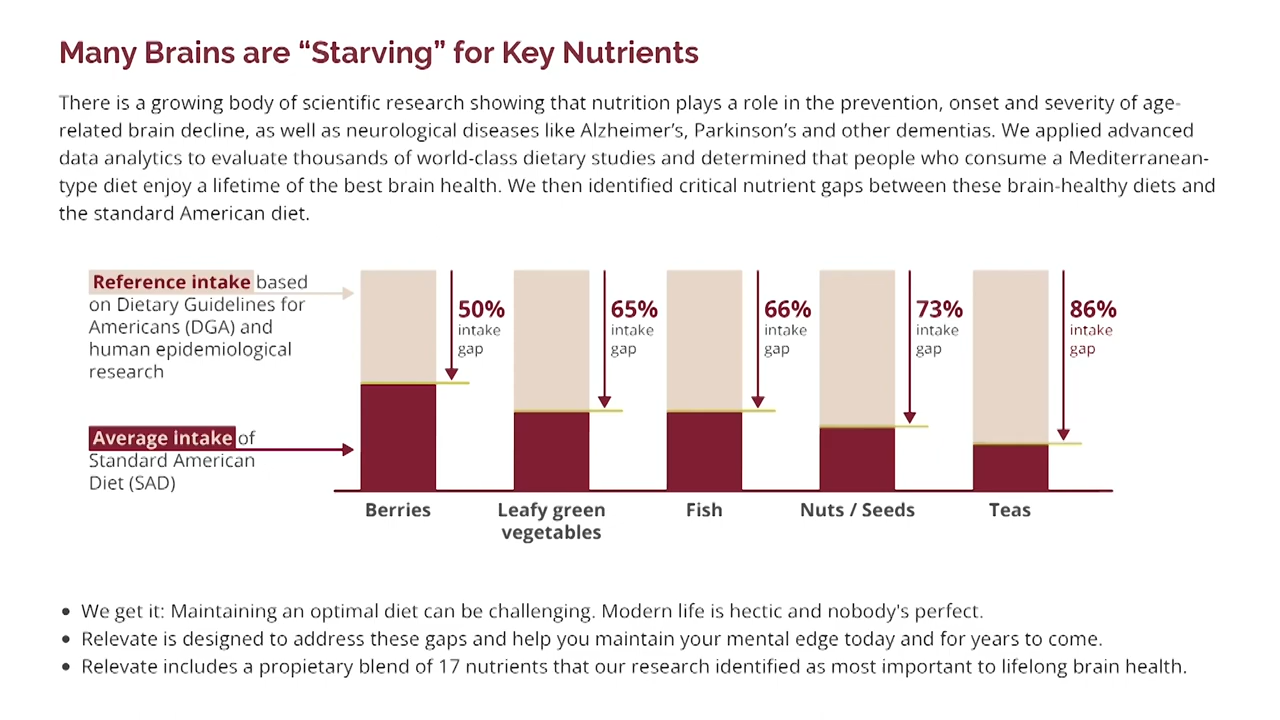 Many Brains are “Starving” for Key Nutrients
There is a growing body of scientific research showing that nutrition plays a role in the prevention, onset and severity of age-
related brain decline, as well as neurological diseases like Alzheimer’s, Parkinson’s and other dementias. We applied advanced
data analytics to evaluate thousands of world-class dietary studies and determined that people who consume a Mediterranean-
type diet enjoy a lifetime of the best brain health. We then identified critical nutrient gaps between these brain-healthy diets and
the standard American diet.
Reference intake based
on Dietary Guidelines for
Americans (DGA) and
human epidemiological
research
Average intake of
Standard American
Diet (SAD)
50%
intake
gap
65%
intake
gap
66%
intake
gap
73%
intake
gap
86%
intake
gap
Berries
Leafy green
vegetables
Fish
Nuts / Seeds
Teas
• We get it: Maintaining an optimal diet can be challenging. Modern life is hectic and nobody's perfect.
• Relevate is designed to address these gaps and help you maintain your mental edge today and for years to come.
• Relevate includes a propietary blend of 17 nutrients that our research identified as most important to lifelong brain health.